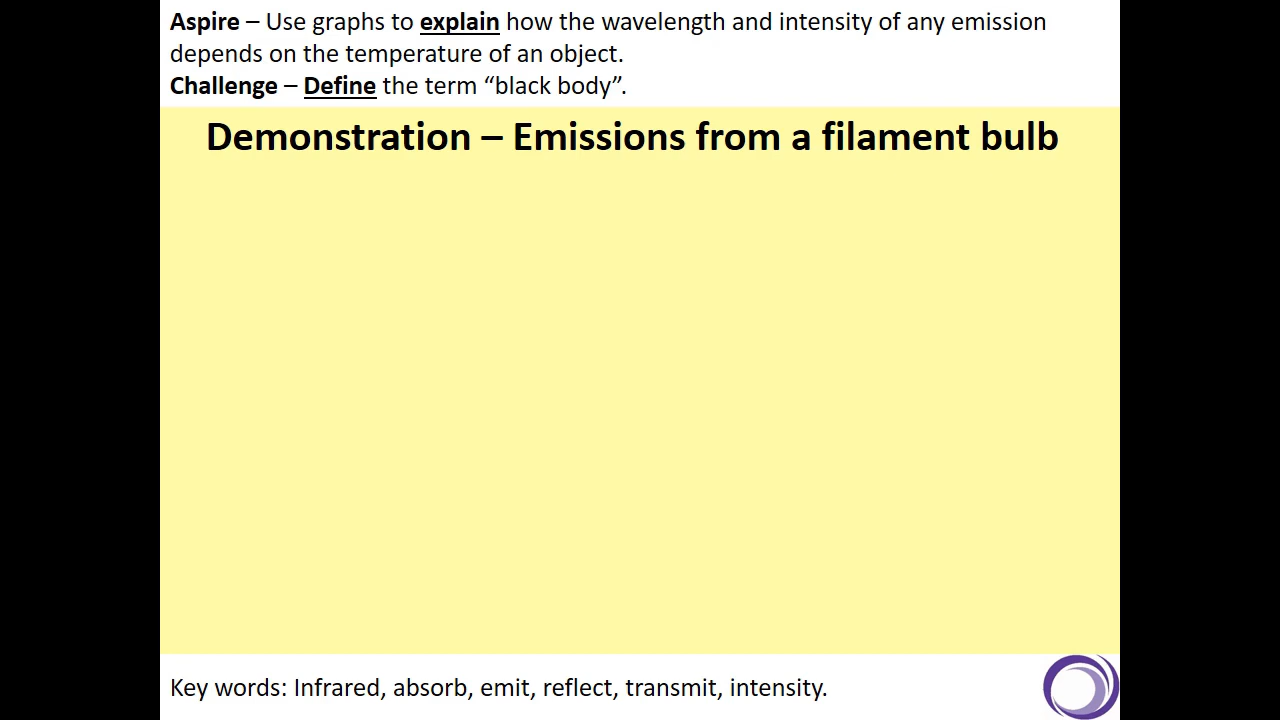 Aspire – Use graphs to explain how the wavelength and intensity of any emission
depends on the temperature of an object.
Challenge – Define the term “black body”.
Demonstration – Emissions from a filament bulb
Key words: Infrared, absorb, emit, reflect, transmit, intensity.